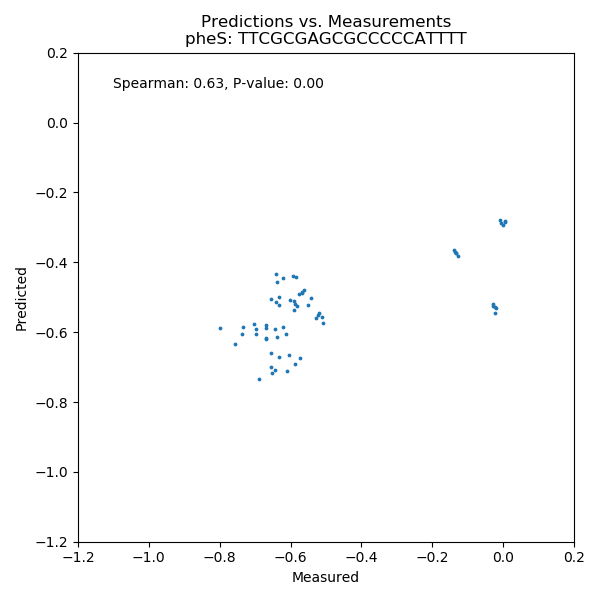 Predictions vs. Measurements
pheS: TTCGCGAGCGCCCCCATTTT
Spearman: 0.63, P-value: 0.00
Predicted
0.2
0.0
−0.2
−0.4
−0.6
−0.8
−1.0
−1.2
−1.2 −1.0 −0.8 −0.6 −0.4 −0.2 0.0 0.2
Measured